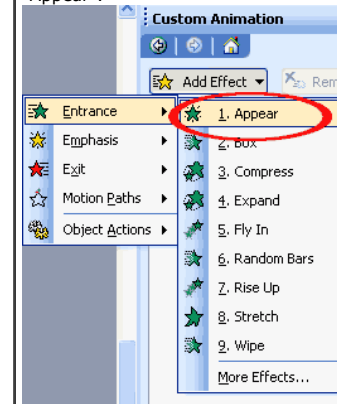 Appear".
Custom Animation
Add Effect
Entrance
Emphasis
Exit
Motion Paths
Object Actions
1. Appear
2. Box
3. Compress
4. Expand
5. Fly In
6. Random Bars
7. Rise Up
8. Stretch
9. Wipe
More Effects...